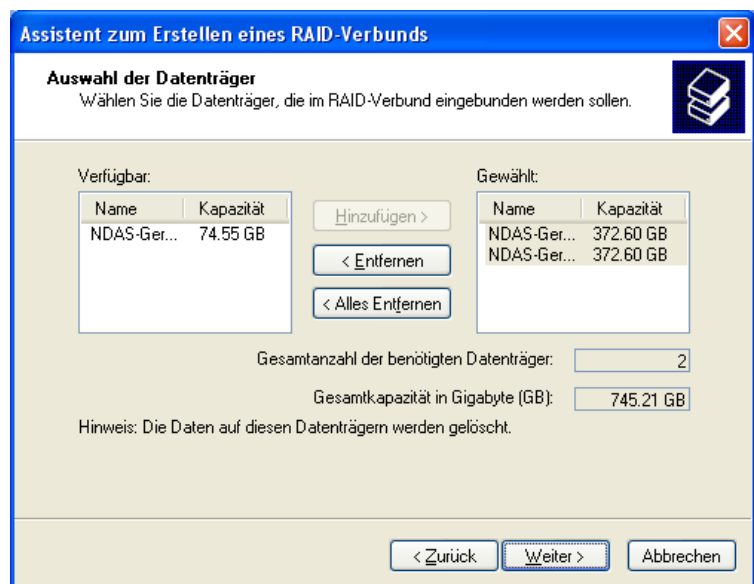 Assistent zum Erstellen eines RAID-Verbunds
Auswahl der Datenträger
Wählen Sie die Datenträger, die im RAID-Verbund eingebunden werden sollen.
Verfügbar:
Name Kapazität
NDAS-Ger... 74.55 GB
Hinzufügen >
< Entfernen
< Alles Entfernen
Gewählt:
Name Kapazität
NDAS-Ger... 372.60 GB
NDAS-Ger... 372.60 GB
Gesamtanzahl der benötigten Datenträger: 2
Gesamtkapazität in Gigabyte (GB): 745.21 GB
Hinweis: Die Daten auf diesen Datenträgern werden gelöscht.
< Zurück Weiter > Abbrechen